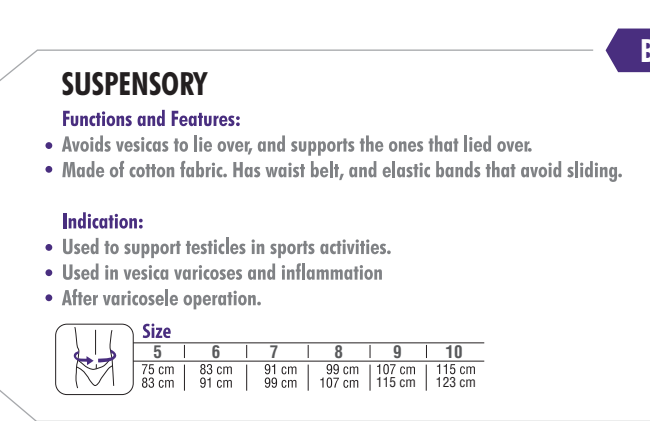 B
SUSPENSORY
Functions and Features:
• Avoids vesicas to lie over, and supports the ones that lied over.
• Made of cotton fabric. Has waist belt, and elastic bands that avoid sliding.
Indication:
• Used to support testicles in sports activities.
• Used in vesica varicoses and inflammation
• After varicosele operation.
Size
5 | 6 | 7 | 8 | 9 | 10
75 cm | 83 cm | 91 cm | 99 cm | 107 cm | 115 cm
83 cm | 91 cm | 99 cm | 107 cm | 115 cm | 123 cm